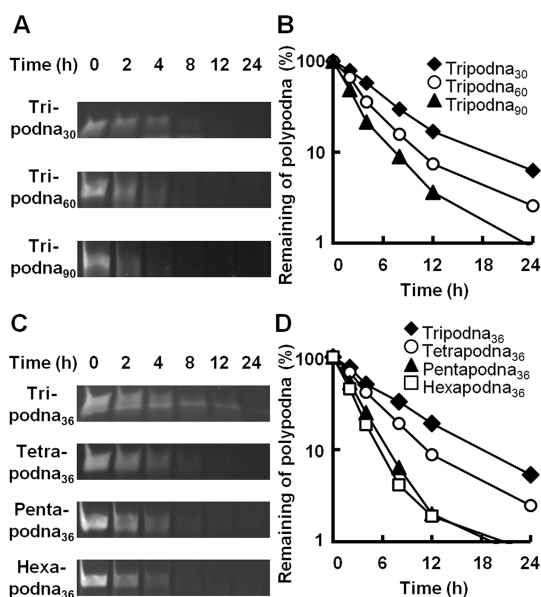 A
Time (h) 0 2 4 8 12 24
Tri-
podna30
Tri-
podna60
Tri-
podna90
B
Remaining of polypodna (%)
100
10
1
0 6 12 18 24
Time (h)
Tripodna30
Tripodna60
Tripodna90
C
Time (h) 0 2 4 8 12 24
Tri-
podna36
Tetra-
podna36
Penta-
podna36
Hexa-
podna36
D
Remaining of polypodna (%)
100
10
1
0 6 12 18 24
Time (h)
Tripodna36
Tetrapodna36
Pentapodna36
Hexapodna36